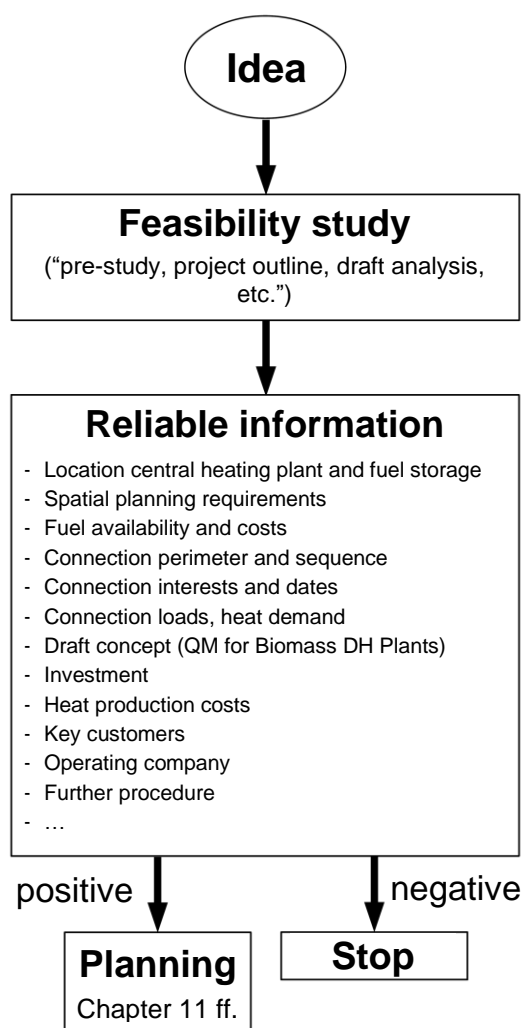 Idea
Feasibility study
(“pre-study, project outline, draft analysis,
etc.”)
Reliable information
- Location central heating plant and fuel storage
- Spatial planning requirements
- Fuel availability and costs
- Connection perimeter and sequence
- Connection interests and dates
- Connection loads, heat demand
- Draft concept (QM for Biomass DH Plants)
- Investment
- Heat production costs
- Key customers
- Operating company
- Further procedure
- …
positive
negative
Planning
Chapter 11 ff.
Stop